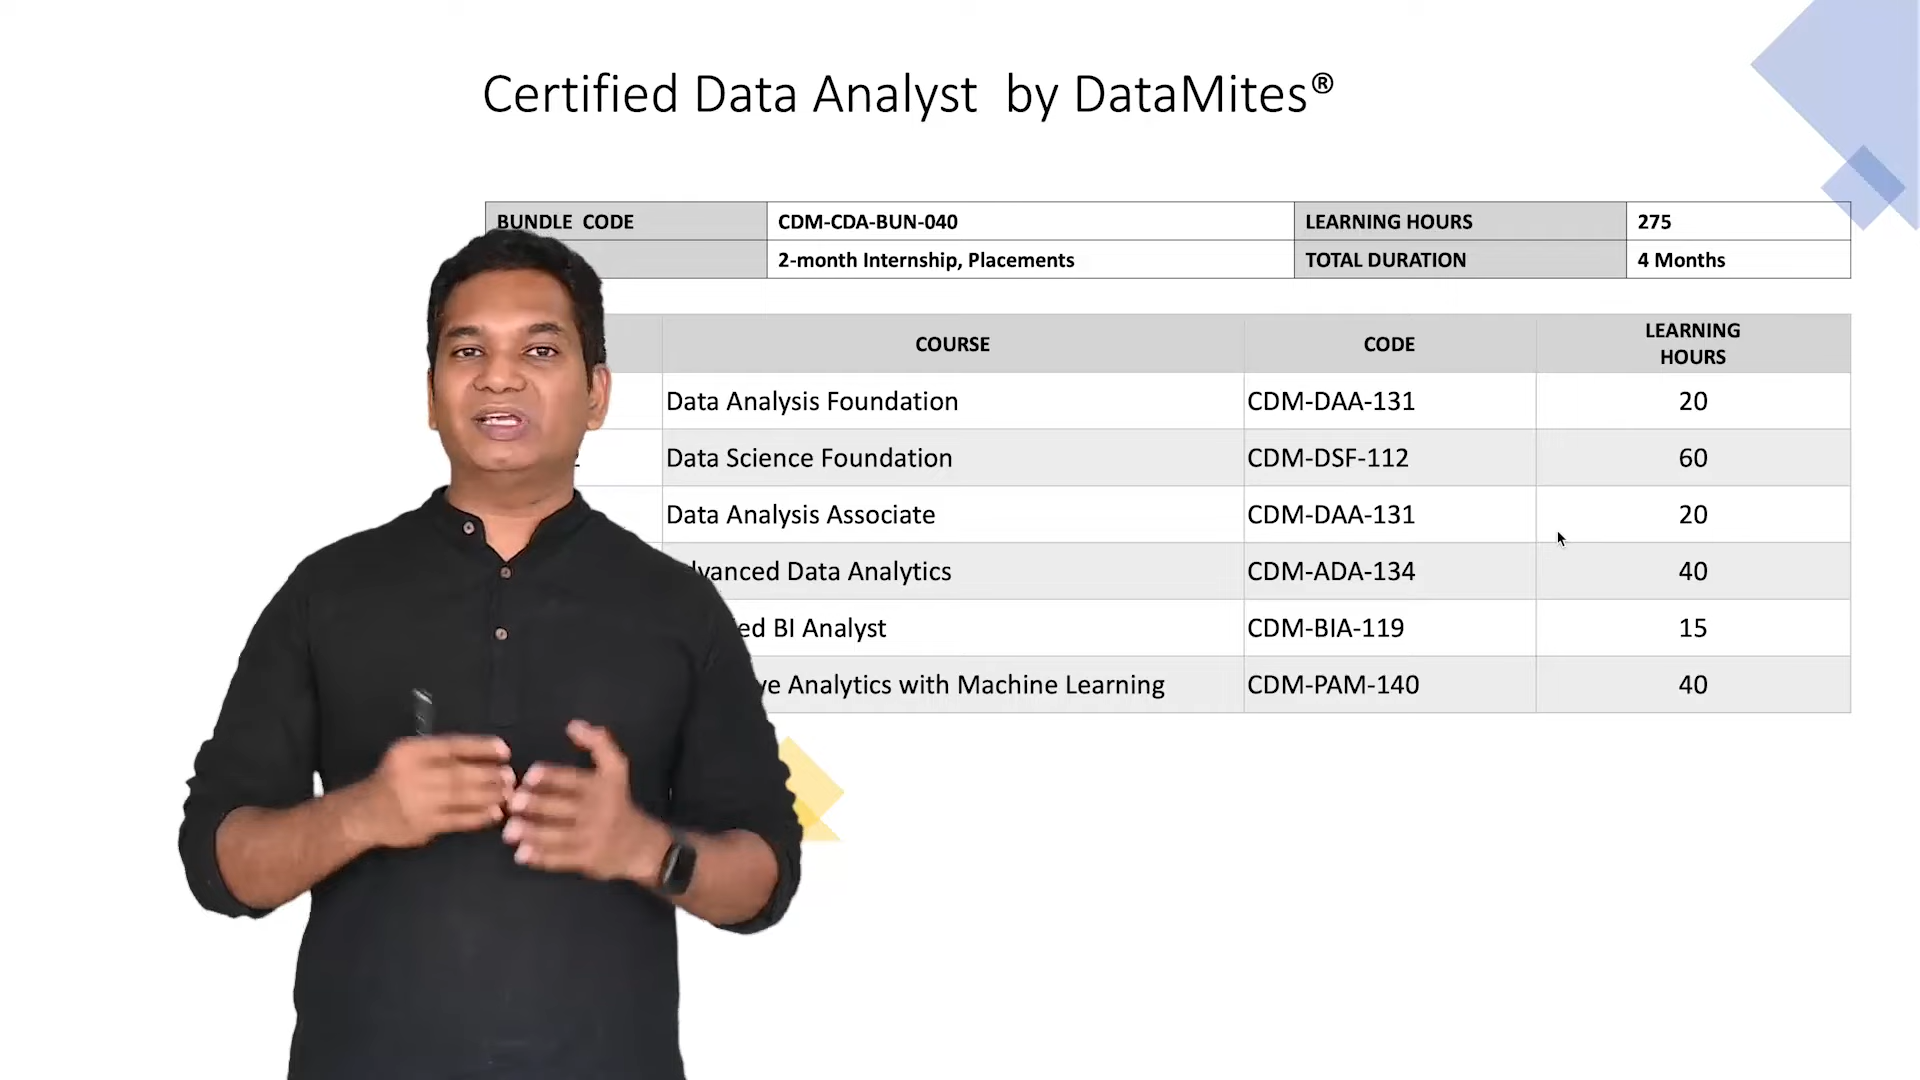 Certified Data Analyst by DataMites®
BUNDLE CODE CDM-CDA-BUN-040 LEARNING HOURS 275
2-month Internship, Placements TOTAL DURATION 4 Months
COURSE CODE LEARNING
HOURS
Data Analysis Foundation CDM-DAA-131 20
Data Science Foundation CDM-DSF-112 60
Data Analysis Associate CDM-DAA-131 20
Data Analytics CDM-ADA-134 40
BI Analyst CDM-BIA-119 15
Analytics with Machine Learning CDM-PAM-140 40